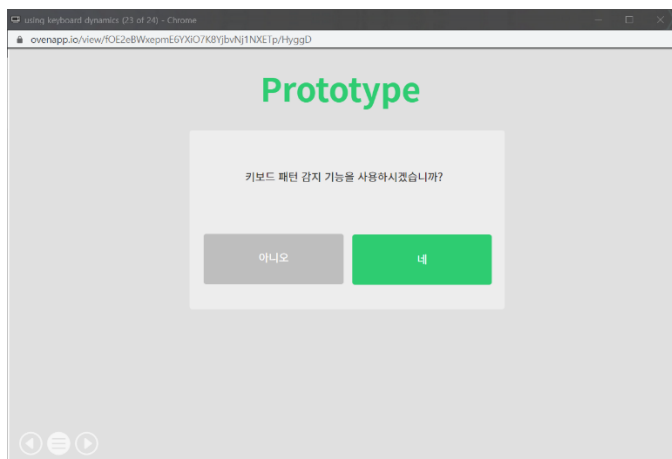 using keyboard dynamics (23 of 24) - Chrome
ovenapp.io/view/fOE2eBWxepmE6YXiO7K8YjbvNj1NXETp/HyggD
Prototype
키보드 패턴 감지 기능을 사용하시겠습니까?
아니오
네